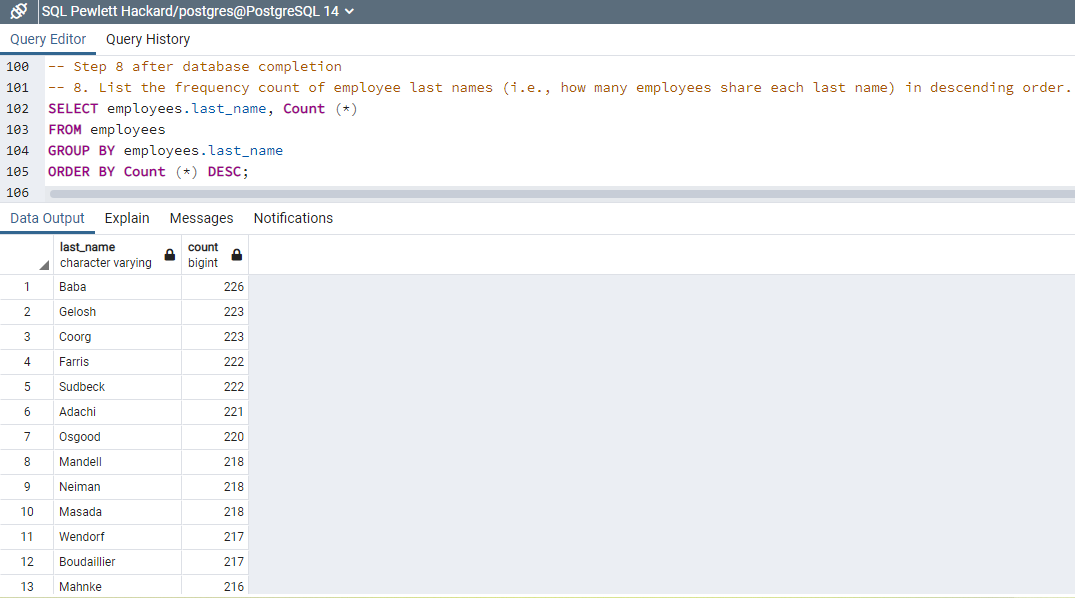 SQL Pewlett Hackard/postgres@PostgreSQL 14
Query Editor Query History
100 -- Step 8 after database completion
101 -- 8. List the frequency count of employee last names (i.e., how many employees share each last name) in descending order.
102 SELECT employees.last_name, Count (*)
103 FROM employees
104 GROUP BY employees.last_name
105 ORDER BY Count (*) DESC;
106
Data Output Explain Messages Notifications
last_name count
character varying bigint
1 Baba 226
2 Gelosh 223
3 Coorg 223
4 Farris 222
5 Sudbeck 222
6 Adachi 221
7 Osgood 220
8 Mandell 218
9 Neiman 218
10 Masada 218
11 Wendorf 217
12 Boudaillier 217
13 Mahnke 216